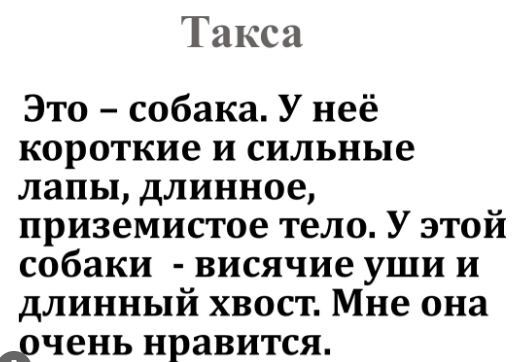 Такса
Это – собака. У неё
короткие и сильные
лапы, длинное,
приземистое тело. У этой
собаки - висячие уши и
длинный хвост. Мне она
очень нравится.